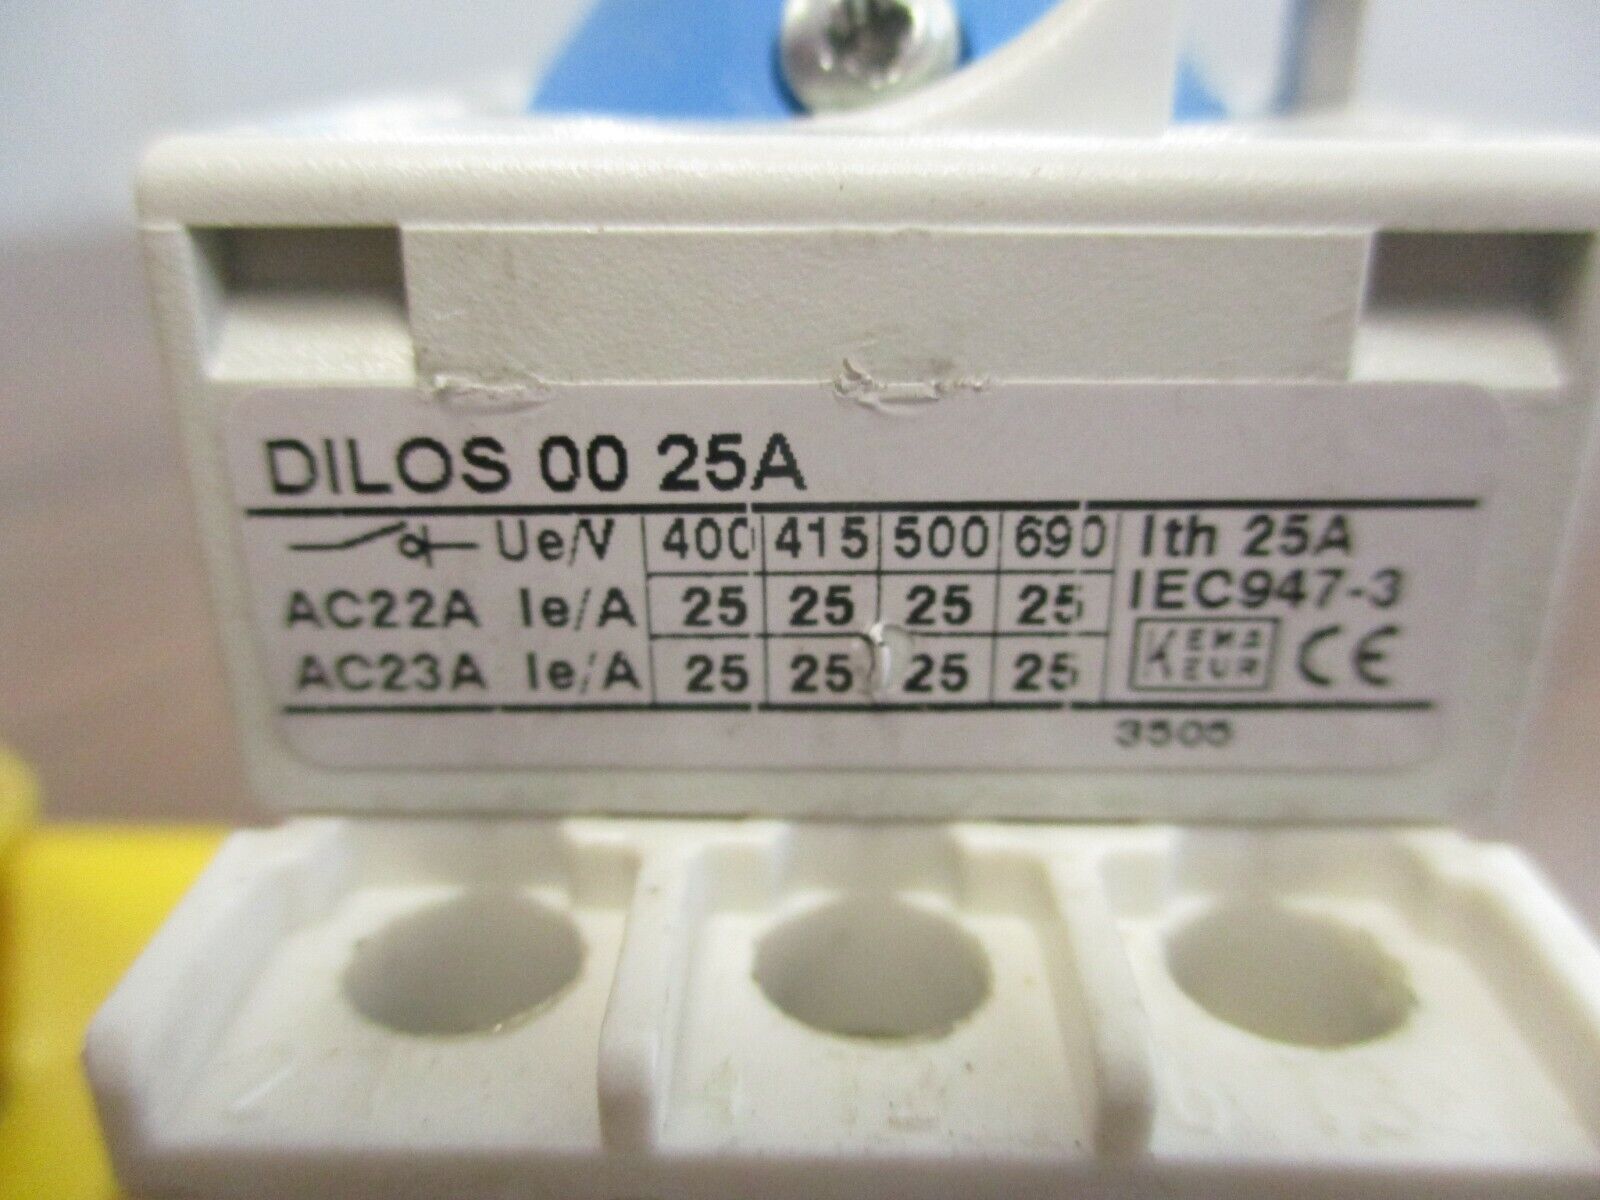 DILOS 00 25A
Ue/V 400 415 500 690 Ith 25A
AC22A Ie/A 25 25 25 25 IEC947-3
AC23A Ie/A 25 25 25 25 KEMA KEUR CE
3505